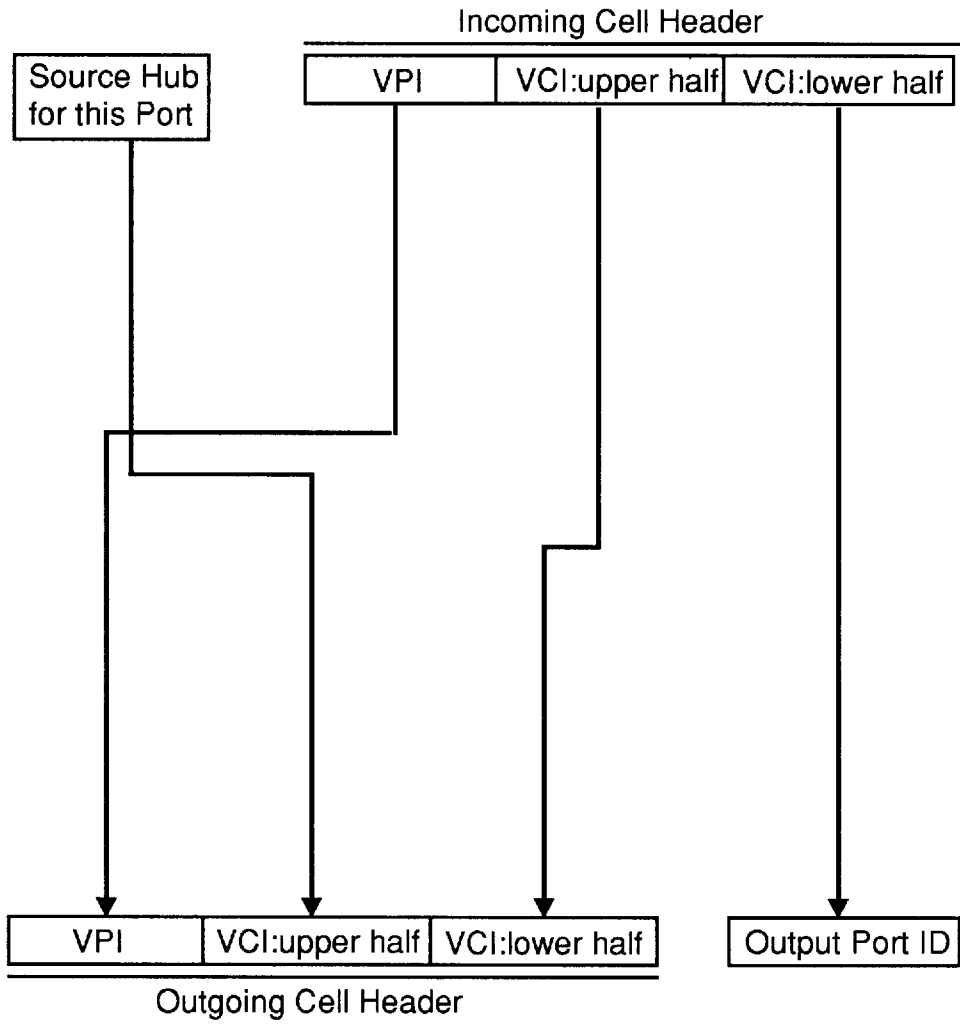 Incoming Cell Header
Source Hub
for this Port
VPI
VCI:upper half
VCI:lower half
VPI
VCI:upper half
VCI:lower half
Output Port ID
Outgoing Cell Header